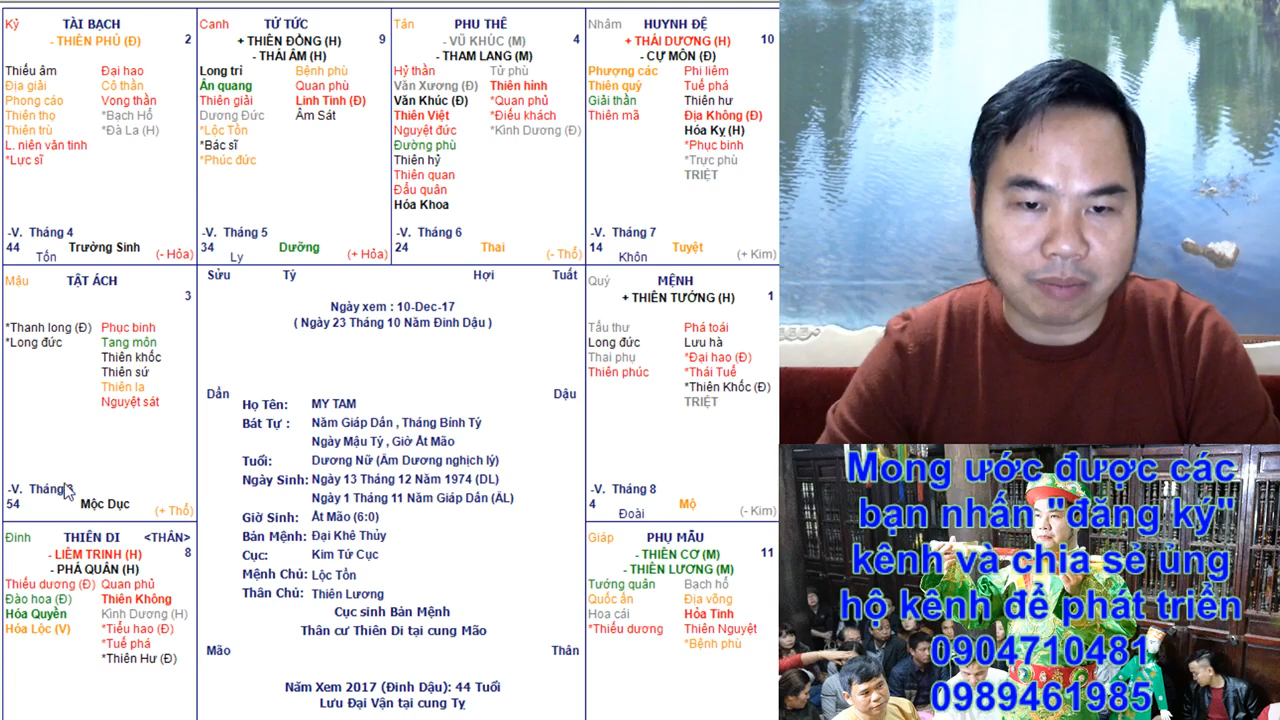 Kỷ TÀI BẠCH
- THIÊN PHỦ (Đ) 2
Thiếu âm Đại hao
Địa giải Cô thần
Phong cáo Vong thần
Thiên thọ *Bạch Hổ
Thiên trù *Đà La (H)
L. niên văn tinh
*Lực sĩ
-V. Tháng 4
44 Trường Sinh (- Hỏa)
Tốn
Canh TỬ TỨC
+ THIÊN ĐỒNG (H) 9
- THÁI ÂM (H)
Long trì Bệnh phù
Ân quang Quan phù
Thiên giải Linh Tinh (Đ)
Dương Đức Âm Sát
*Lộc Tồn
*Bác sĩ
*Phúc đức
-V. Tháng 5
34 Dưỡng (+ Hỏa)
Ly
Tân PHU THÊ
- VŨ KHÚC (M) 4
- THAM LANG (M)
Hỷ thần Tử phù
Văn Xương (Đ) Thiên hình
Văn Khúc (Đ) *Quan phủ
Thiên Việt *Điếu khách
Nguyệt đức *Kình Dương (Đ)
Đường phù
Thiên hỷ
Thiên quan
Đẩu quân
Hóa Khoa
-V. Tháng 6
24 Thai (- Thổ)
Nhâm HUYNH ĐỆ
+ THÁI DƯƠNG (H) 10
- CỰ MÔN (Đ)
Phượng các Phi liêm
Thiên quý Tuế phá
Giải thần Thiên hư
Thiên mã Địa Không (Đ)
Hóa Kỵ (H)
*Phục binh
*Trực phù
TRIỆT
-V. Tháng 7
14 Tuyệt (+ Kim)
Khôn
Mậu TẬT ÁCH
3
*Thanh long (Đ) Phục binh
*Long đức Tang môn
Thiên khốc
Thiên sứ
Thiên la
Nguyệt sát
-V. Tháng 3
54 Mộc Dục (+ Thổ)
Sửu Tý Hợi Tuất
Ngày xem : 10-Dec-17
( Ngày 23 Tháng 10 Năm Đinh Dậu )
Dần Dậu
Họ Tên: MY TAM
Bát Tự : Năm Giáp Dần , Tháng Bính Tý
Ngày Mậu Tý , Giờ Ất Mão
Tuổi: Dương Nữ (Âm Dương nghịch lý)
Ngày Sinh: Ngày 13 Tháng 12 Năm 1974 (DL)
Ngày 1 Tháng 11 Năm Giáp Dần (ÂL)
Giờ Sinh: Ất Mão (6:0)
Bản Mệnh: Đại Khê Thủy
Cục: Kim Tứ Cục
Mệnh Chủ: Lộc Tồn
Thân Chủ: Thiên Lương
Cục sinh Bản Mệnh
Thân cư Thiên Di tại cung Mão
Mão Thân
Năm Xem 2017 (Đinh Dậu): 44 Tuổi
Lưu Đại Vận tại cung Tỵ
Quý MỆNH
+ THIÊN TƯỚNG (H) 1
Tấu thư Phá toái
Long đức Lưu hà
Thai phụ *Đại hao (Đ)
Thiên phúc *Thái Tuế
*Thiên Khốc (Đ)
TRIỆT
-V. Tháng 8
4 Mộ (- Kim)
Đoài
Đinh THIÊN DI <THÂN>
- LIÊM TRINH (H) 8
- PHÁ QUÂN (H)
Thiếu dương (Đ) Quan phủ
Đào hoa (Đ) Thiên Không
Hóa Quyền Kình Dương (H)
Hóa Lộc (V) *Tiểu hao (Đ)
*Tuế phá
*Thiên Hư (Đ)
Giáp PHỤ MẪU
- THIÊN CƠ (M) 11
- THIÊN LƯƠNG (M)
Tướng quân Bạch hổ
Quốc ấn Địa võng
Hoa cái Hỏa Tinh
*Thiếu dương Thiên Nguyệt
*Bệnh phù
Mong ước được các
bạn nhấn "đăng ký"
kênh và chia sẻ ủng
hộ kênh để phát triển
0904710481
0989461985